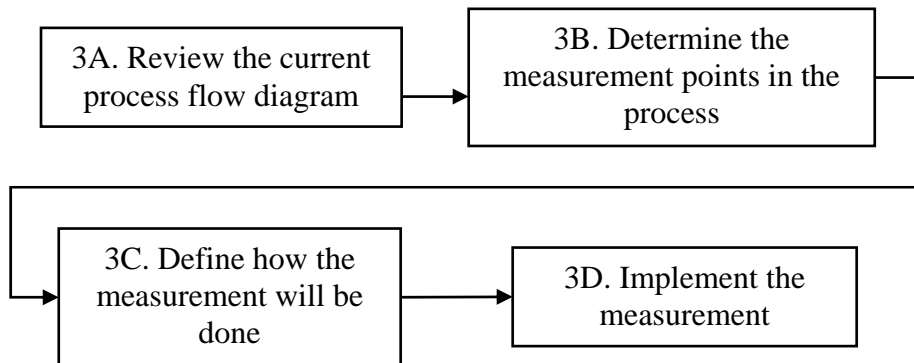 3A. Review the current
process flow diagram
3B. Determine the
measurement points in the
process
3C. Define how the
measurement will be
done
3D. Implement the
measurement